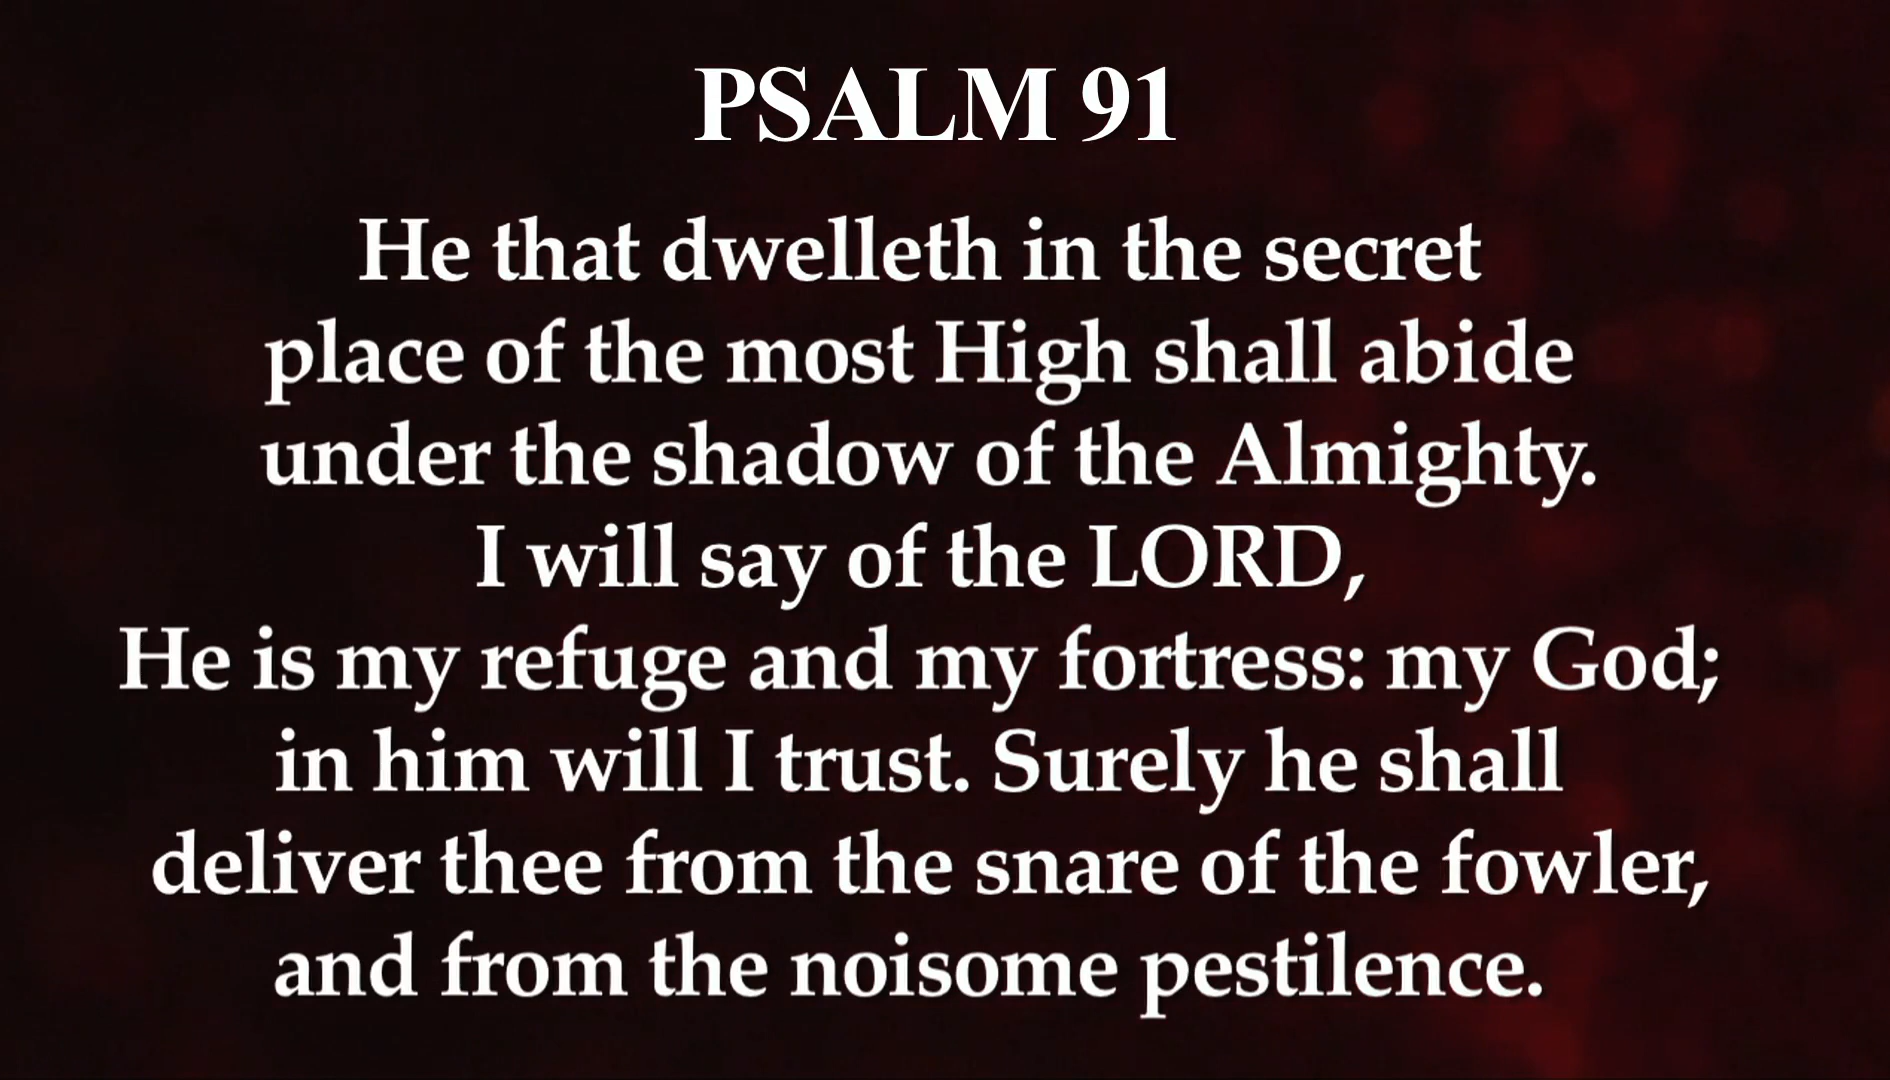 PSALM 91
He that dwelleth in the secret
place of the most High shall abide
under the shadow of the Almighty.
I will say of the LORD,
He is my refuge and my fortress: my God;
in him will I trust. Surely he shall
deliver thee from the snare of the fowler,
and from the noisome pestilence.